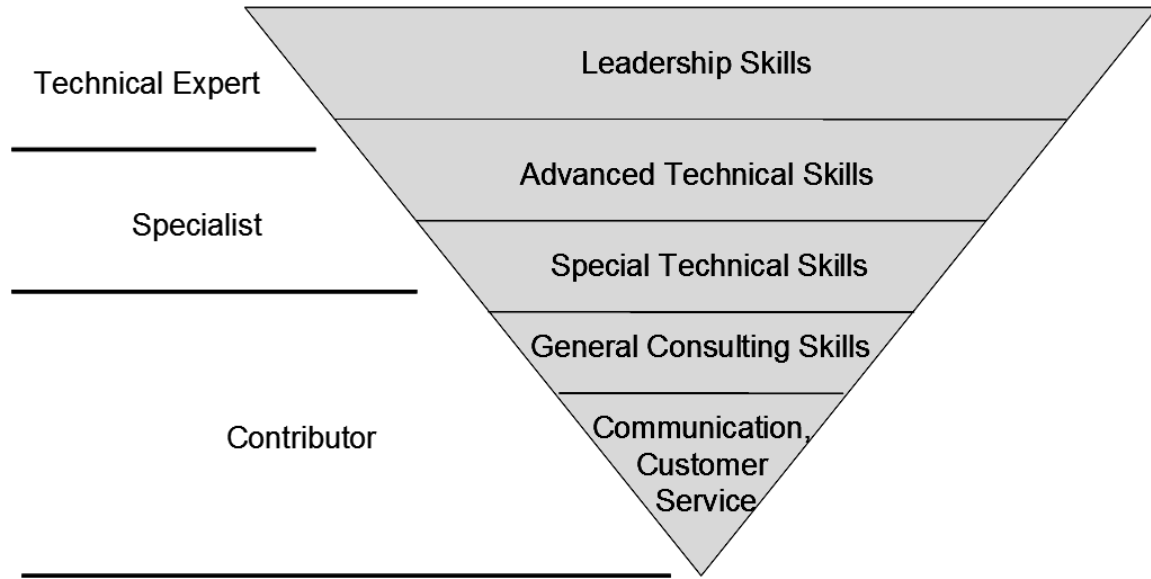 Leadership Skills
Technical Expert
Advanced Technical Skills
Specialist
Special Technical Skills
General Consulting Skills
Contributor
Communication,
Customer
Service